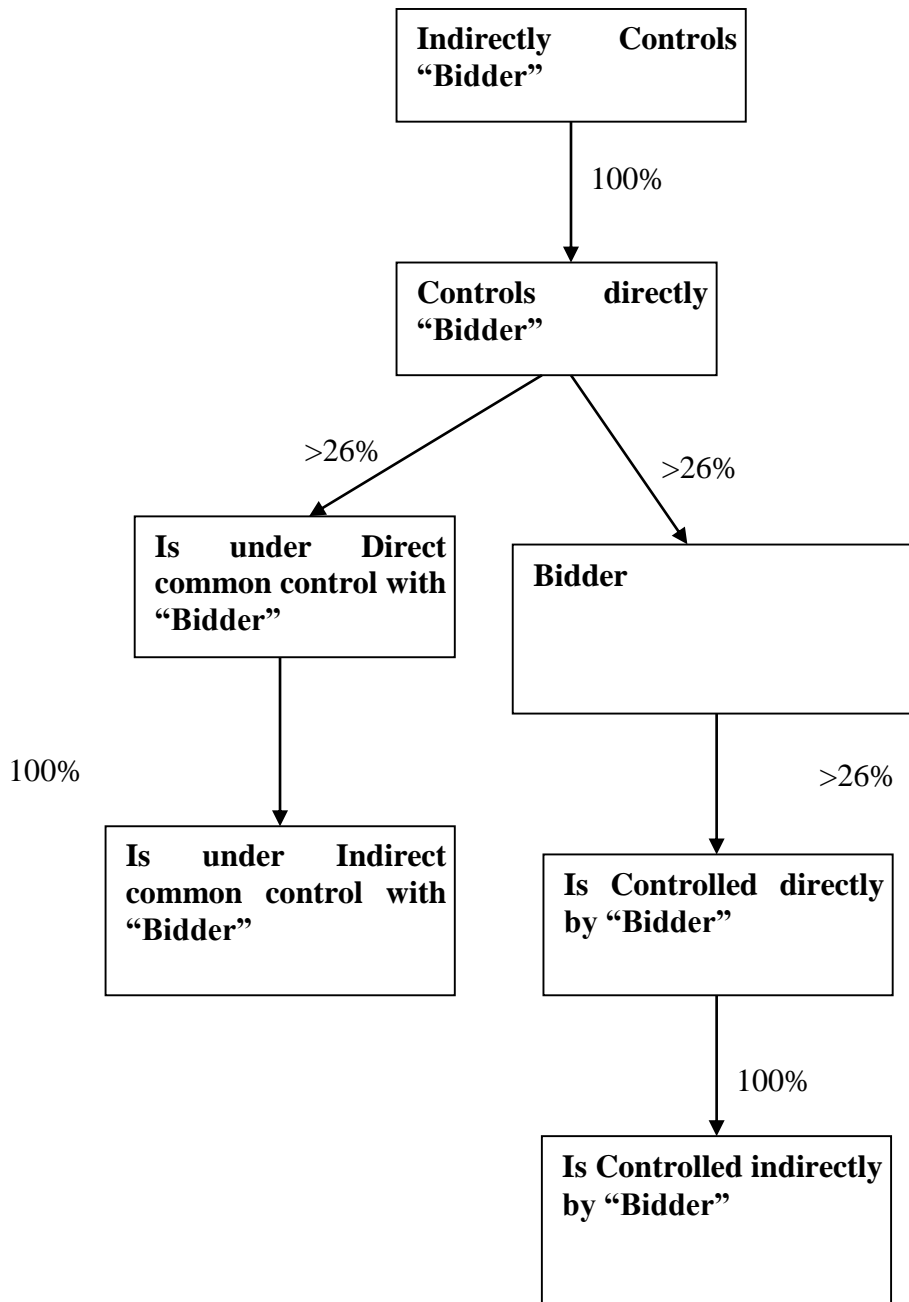 Indirectly Controls
“Bidder”
100%
Controls directly
“Bidder”
>26%
>26%
Is under Direct
common control with
“Bidder”
Bidder
100%
>26%
Is under Indirect
common control with
“Bidder”
Is Controlled directly
by “Bidder”
100%
Is Controlled indirectly
by “Bidder”